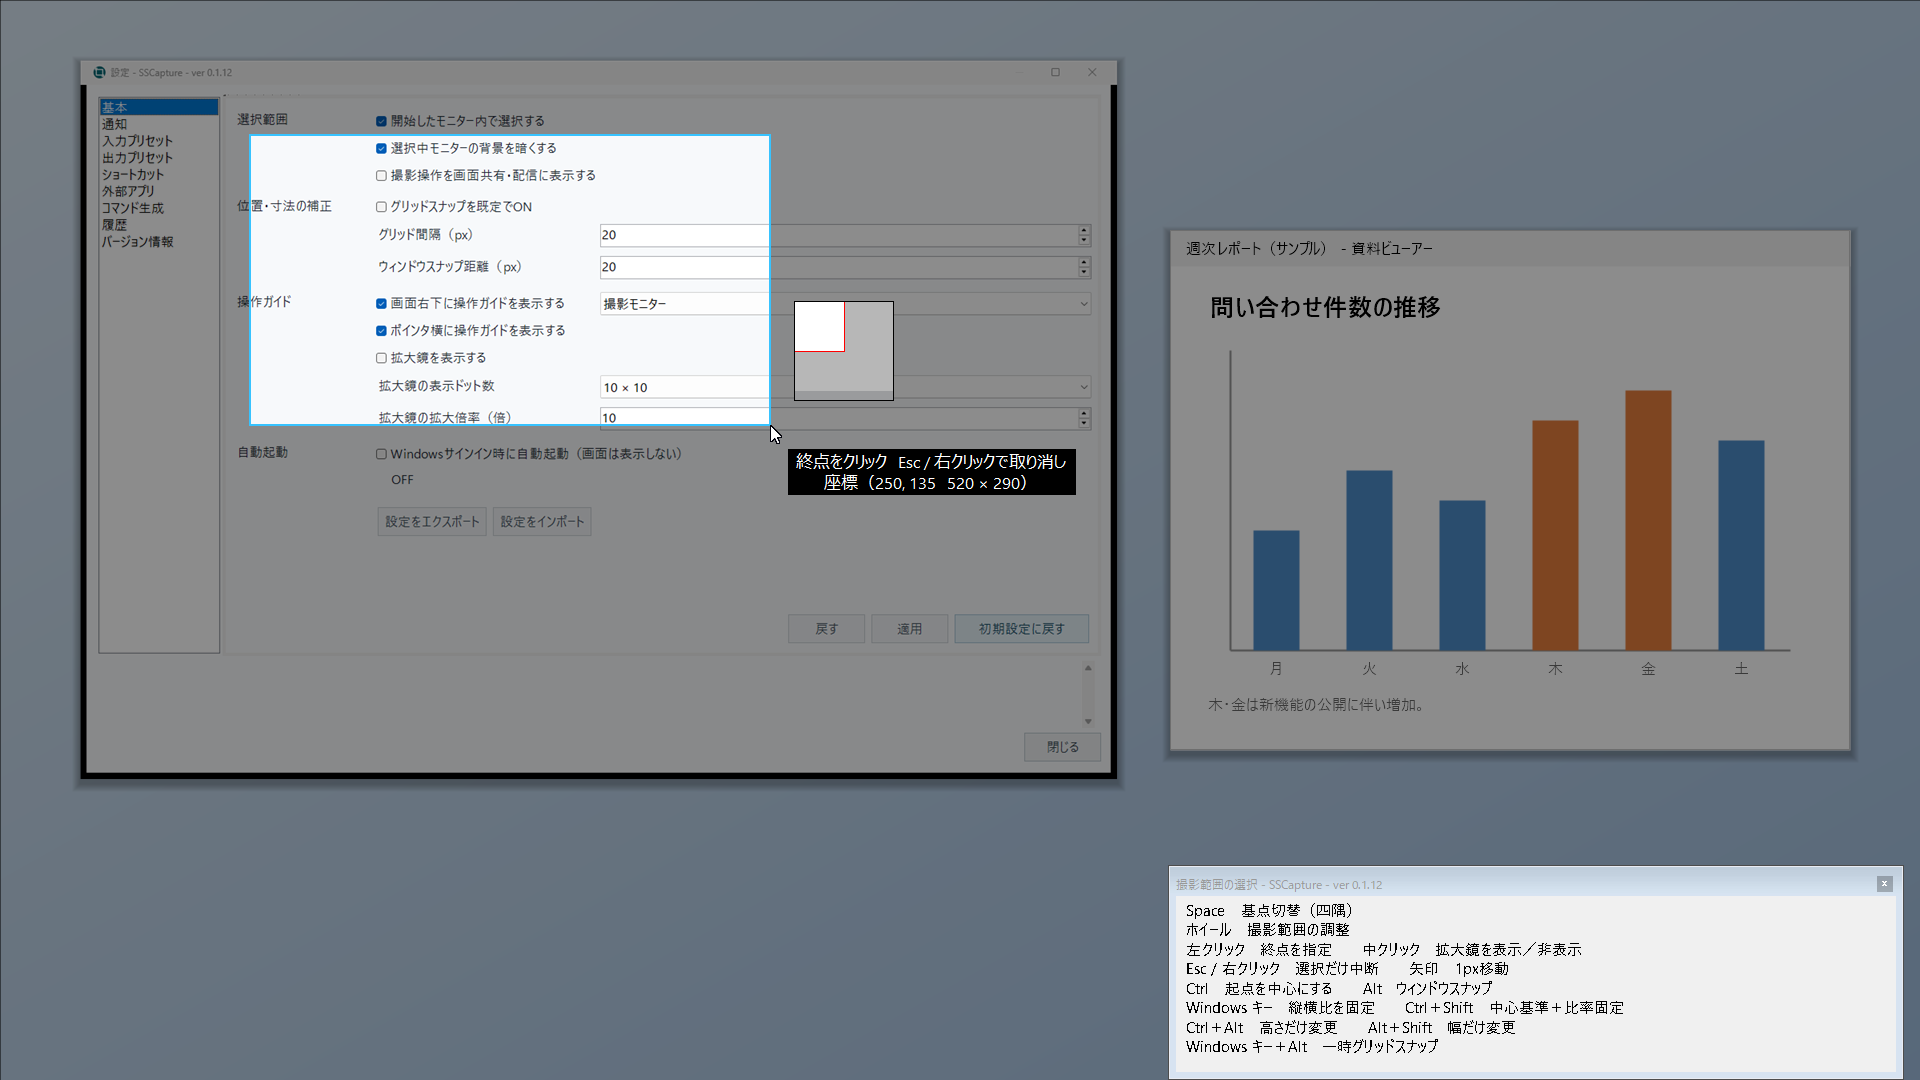 設定 - SSCapture - ver 0.1.12
基本
通知
入力プリセット
出力プリセット
ショートカット
外部アプリ
コマンド生成
履歴
バージョン情報
選択範囲
開始したモニター内で選択する
選択中モニターの背景を暗くする
撮影操作を画面共有・配信に表示する
位置・寸法の補正
グリッドスナップを既定でON
グリッド間隔（px） 20
ウィンドウスナップ距離（px） 20
操作ガイド
画面右下に操作ガイドを表示する 撮影モニター
ポインタ横に操作ガイドを表示する
拡大鏡を表示する
拡大鏡の表示ドット数 10 × 10
拡大鏡の拡大倍率（倍） 10
自動起動
Windowsサインイン時に自動起動（画面は表示しない）
OFF
設定をエクスポート 設定をインポート
終点をクリック Esc / 右クリックで取り消し
座標（250, 135 520 × 290）
戻す 適用 初期設定に戻す
閉じる
週次レポート（サンプル） - 資料ビューアー
問い合わせ件数の推移
月 火 水 木 金 土
木・金は新機能の公開に伴い増加。
撮影範囲の選択 - SSCapture - ver 0.1.12
Space 基点切替（四隅）
ホイール 撮影範囲の調整
左クリック 終点を指定 中クリック 拡大鏡を表示／非表示
Esc / 右クリック 選択だけ中断 矢印 1px移動
Ctrl 起点を中心にする Alt ウィンドウスナップ
Windows キー 縦横比を固定 Ctrl＋Shift 中心基準＋比率固定
Ctrl＋Alt 高さだけ変更 Alt＋Shift 幅だけ変更
Windows キー＋Alt 一時グリッドスナップ